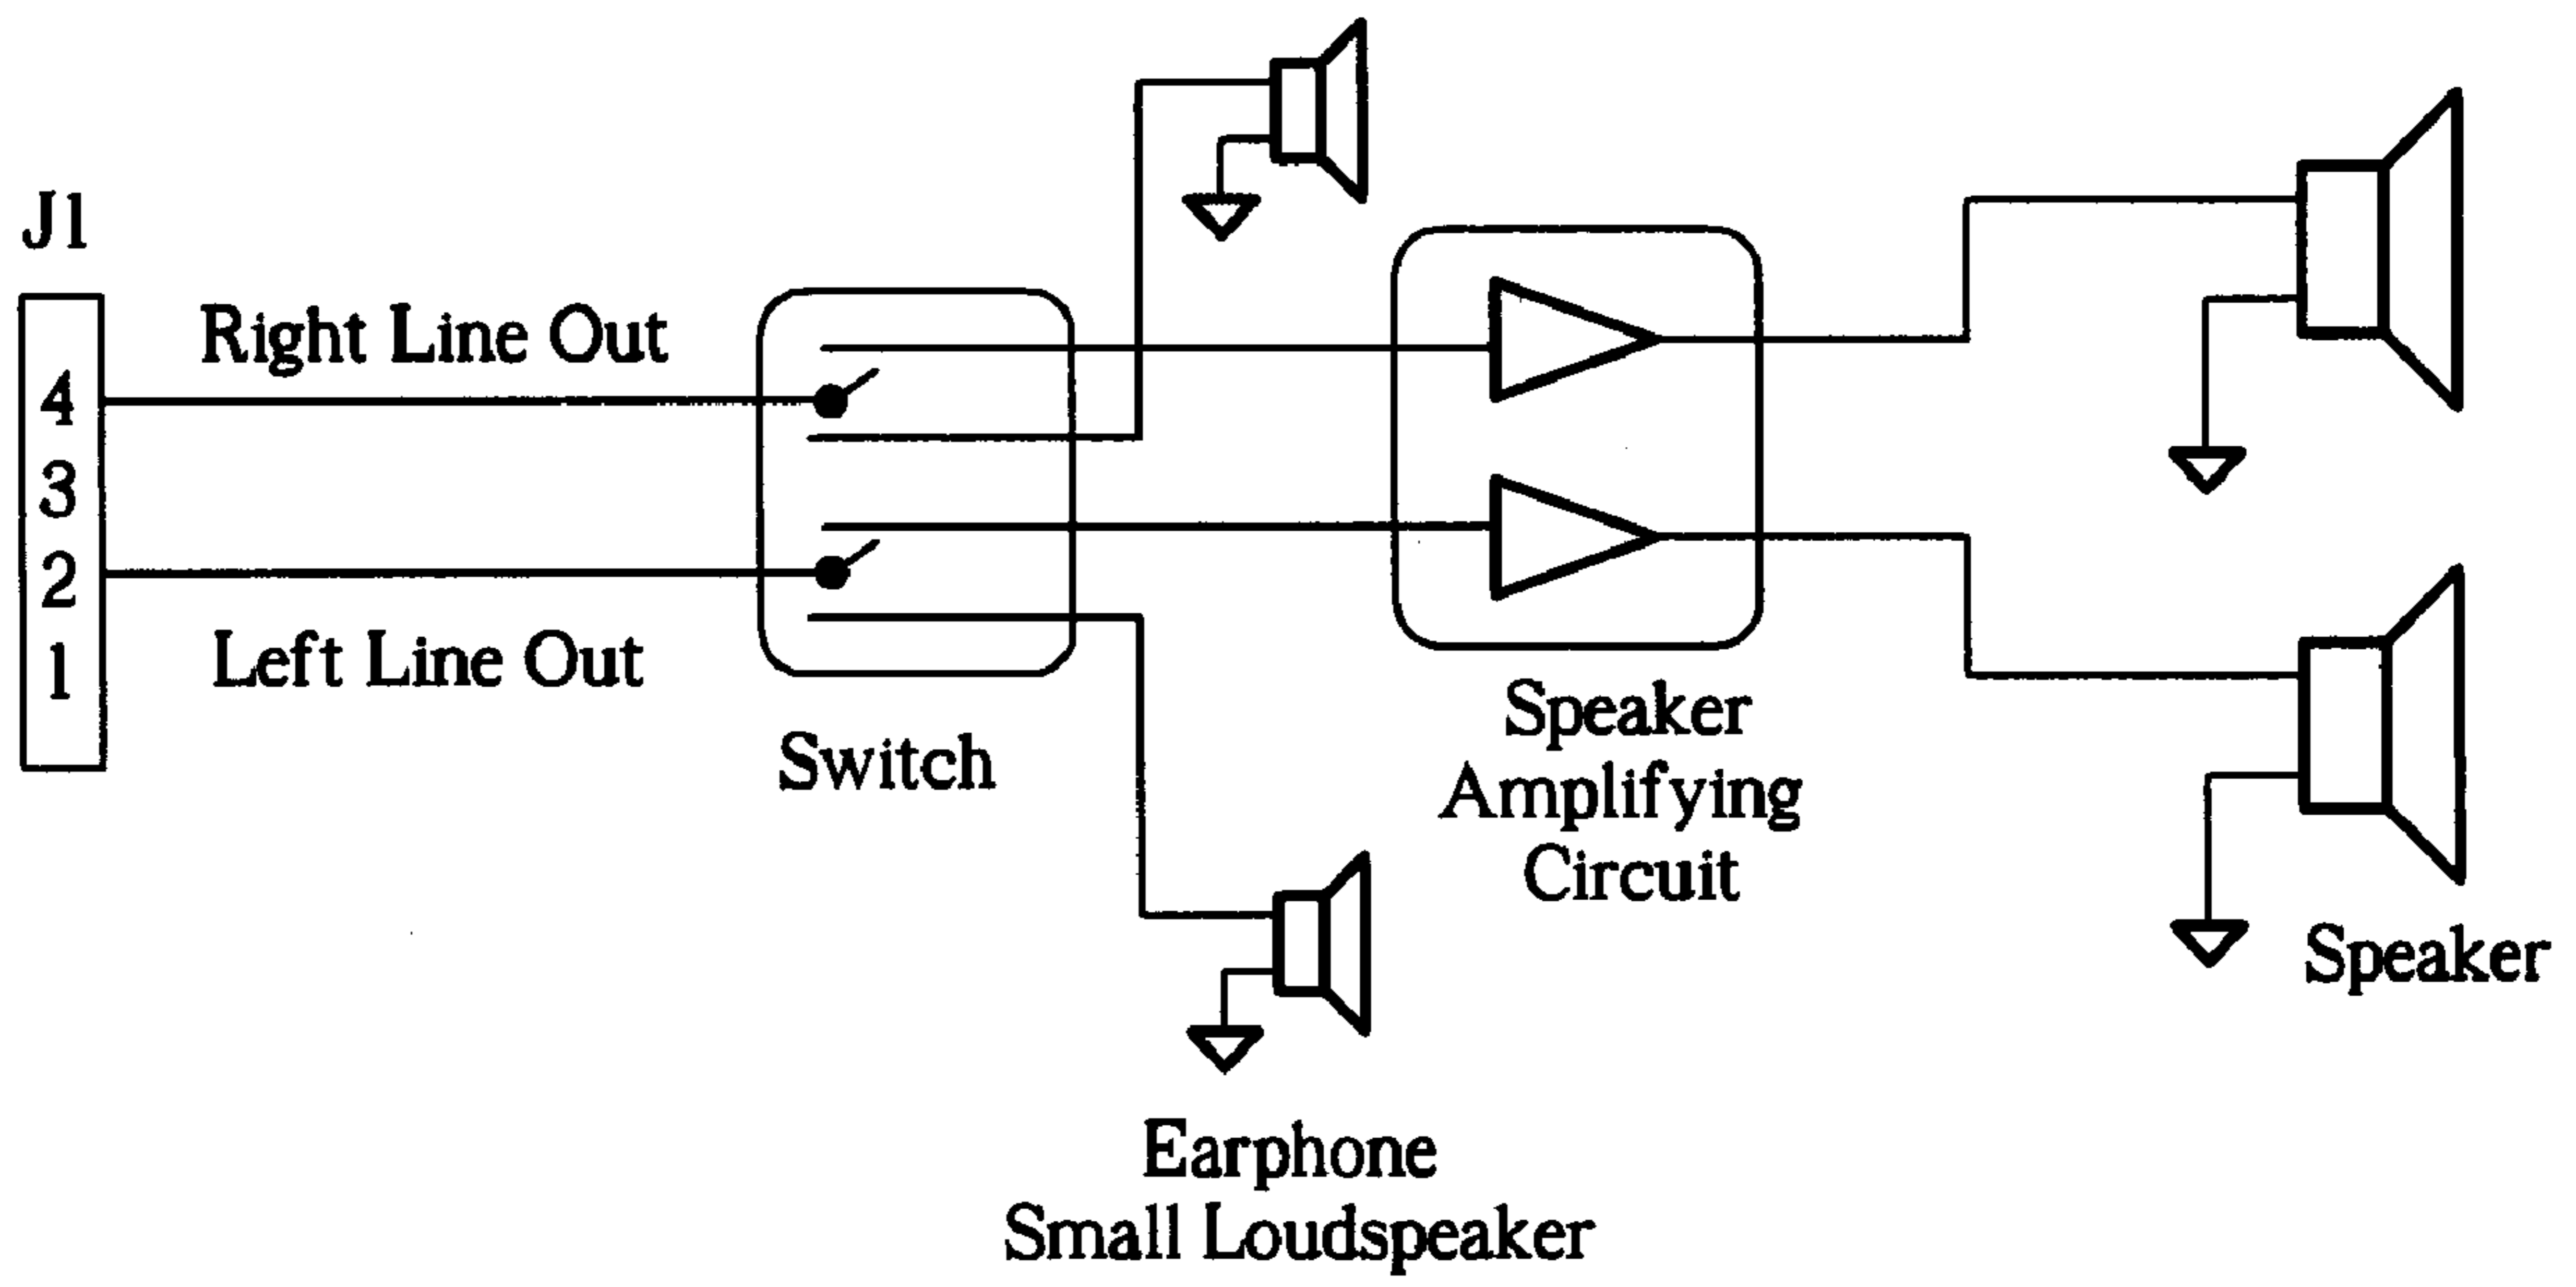 J1
Right Line Out
4
3
2
1
Left Line Out
Switch
Speaker
Amplifying
Circuit
Speaker
Earphone
Small Loudspeaker